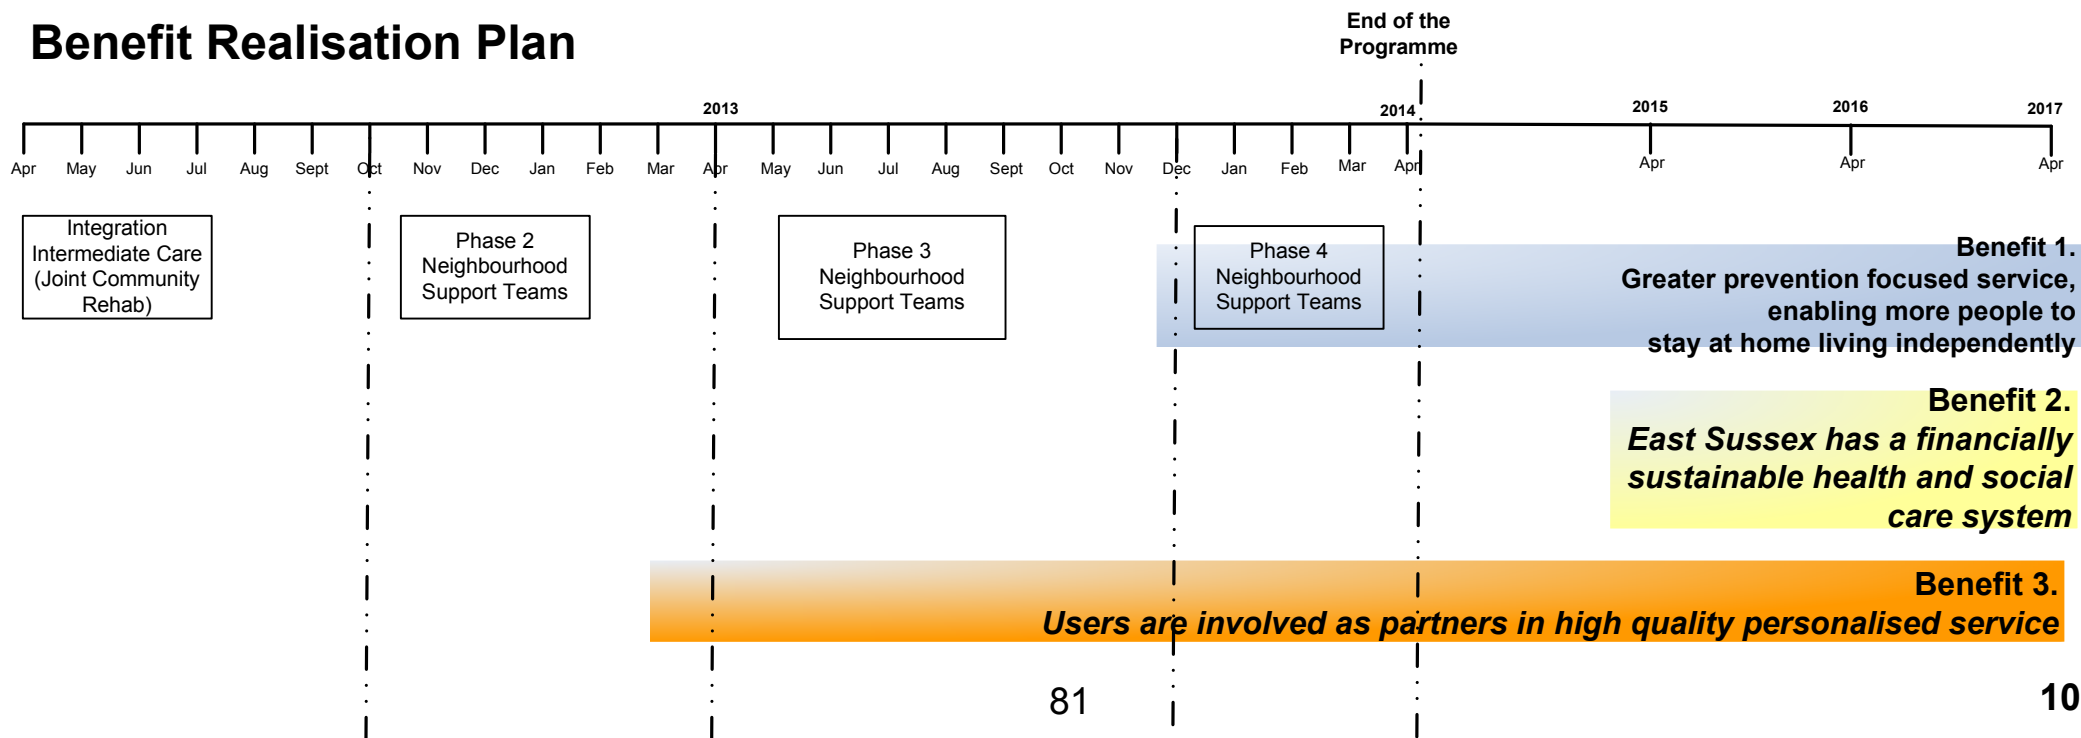 Benefit Realisation Plan
End of the
Programme
2013
2014
2015
2016
2017
Apr May Jun Jul Aug Sept Oct Nov Dec Jan Feb Mar Apr May Jun Jul Aug Sept Oct Nov Dec Jan Feb Mar Apr Apr Apr Apr
Integration
Intermediate Care
(Joint Community
Rehab)
Phase 2
Neighbourhood
Support Teams
Phase 3
Neighbourhood
Support Teams
Phase 4
Neighbourhood
Support Teams
Benefit 1.
Greater prevention focused service,
enabling more people to
stay at home living independently
Benefit 2.
East Sussex has a financially
sustainable health and social
care system
Benefit 3.
Users are involved as partners in high quality personalised service
81
10